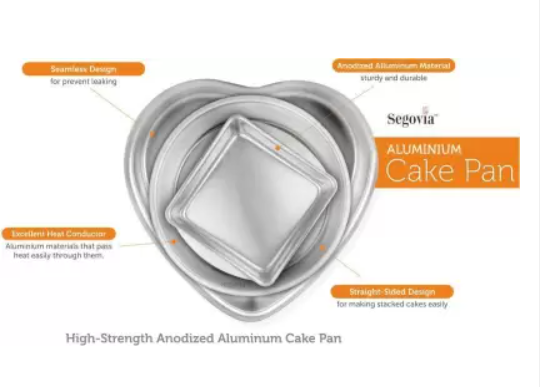 Seamless Design
for prevent leaking
Anodized Alluminum Material
sturdy and durable
Segovia™
ALUMINIUM
Cake Pan
Excellent Heat Conductor
Aluminium materials that pass
heat easily through them.
Straight-Sided Design
for making stacked cakes easily
High-Strength Anodized Aluminum Cake Pan